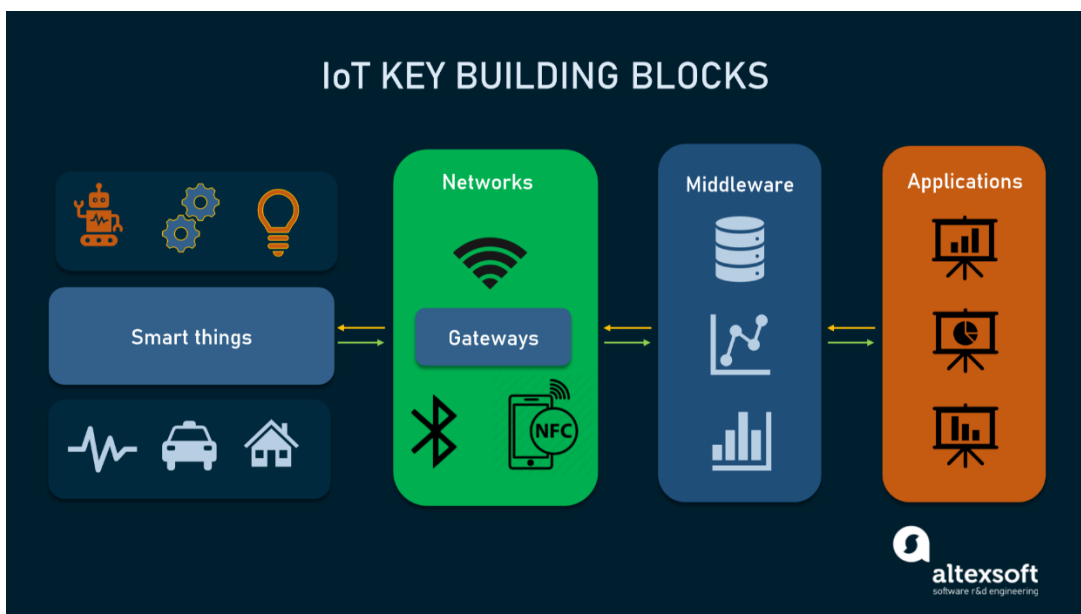 IoT KEY BUILDING BLOCKS
Smart things
Networks
Gateways
NFC
Middleware
Applications
altexsoft
software r&d engineering